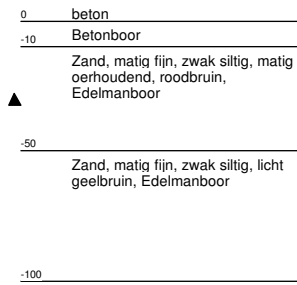 0 beton
-10 Betonboor
Zand, matig fijn, zwak siltig, matig
oerhoudend, roodbruin,
Edelmanboor
-50
Zand, matig fijn, zwak siltig, licht
geelbruin, Edelmanboor
-100